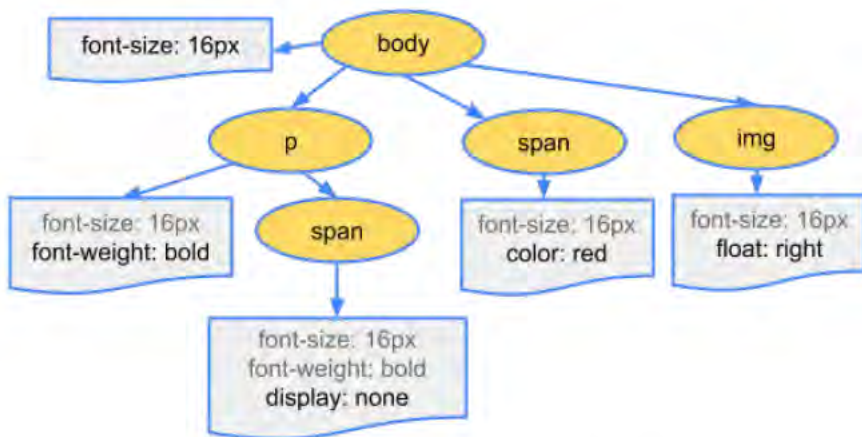 font-size: 16px
body
p
span
img
font-size: 16px
font-weight: bold
span
font-size: 16px
color: red
font-size: 16px
float: right
font-size: 16px
font-weight: bold
display: none